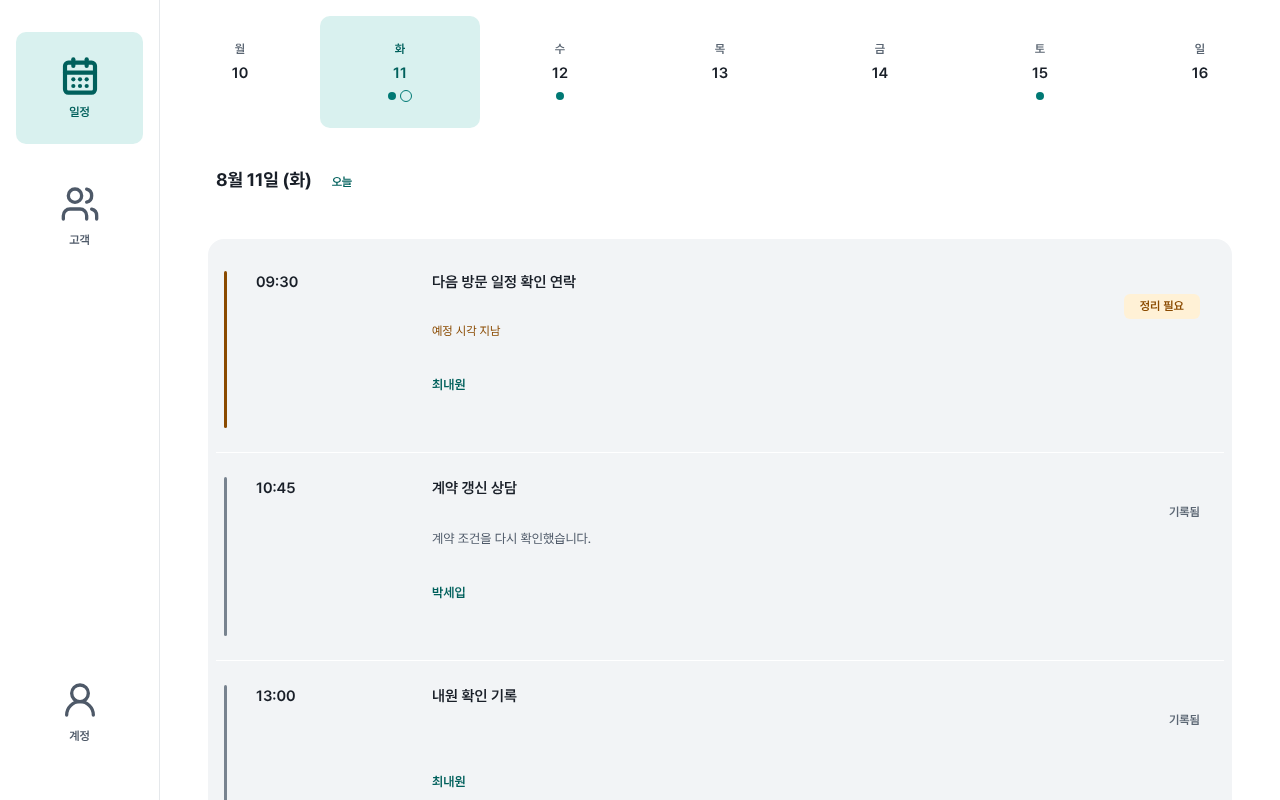 일정
고객
계정
월 화 수 목 금 토 일
10 11 12 13 14 15 16
8월 11일 (화) 오늘
09:30 다음 방문 일정 확인 연락
정리 필요
예정 시각 지남
최내원
10:45 계약 갱신 상담
기록됨
계약 조건을 다시 확인했습니다.
박세입
13:00 내원 확인 기록
기록됨
최내원